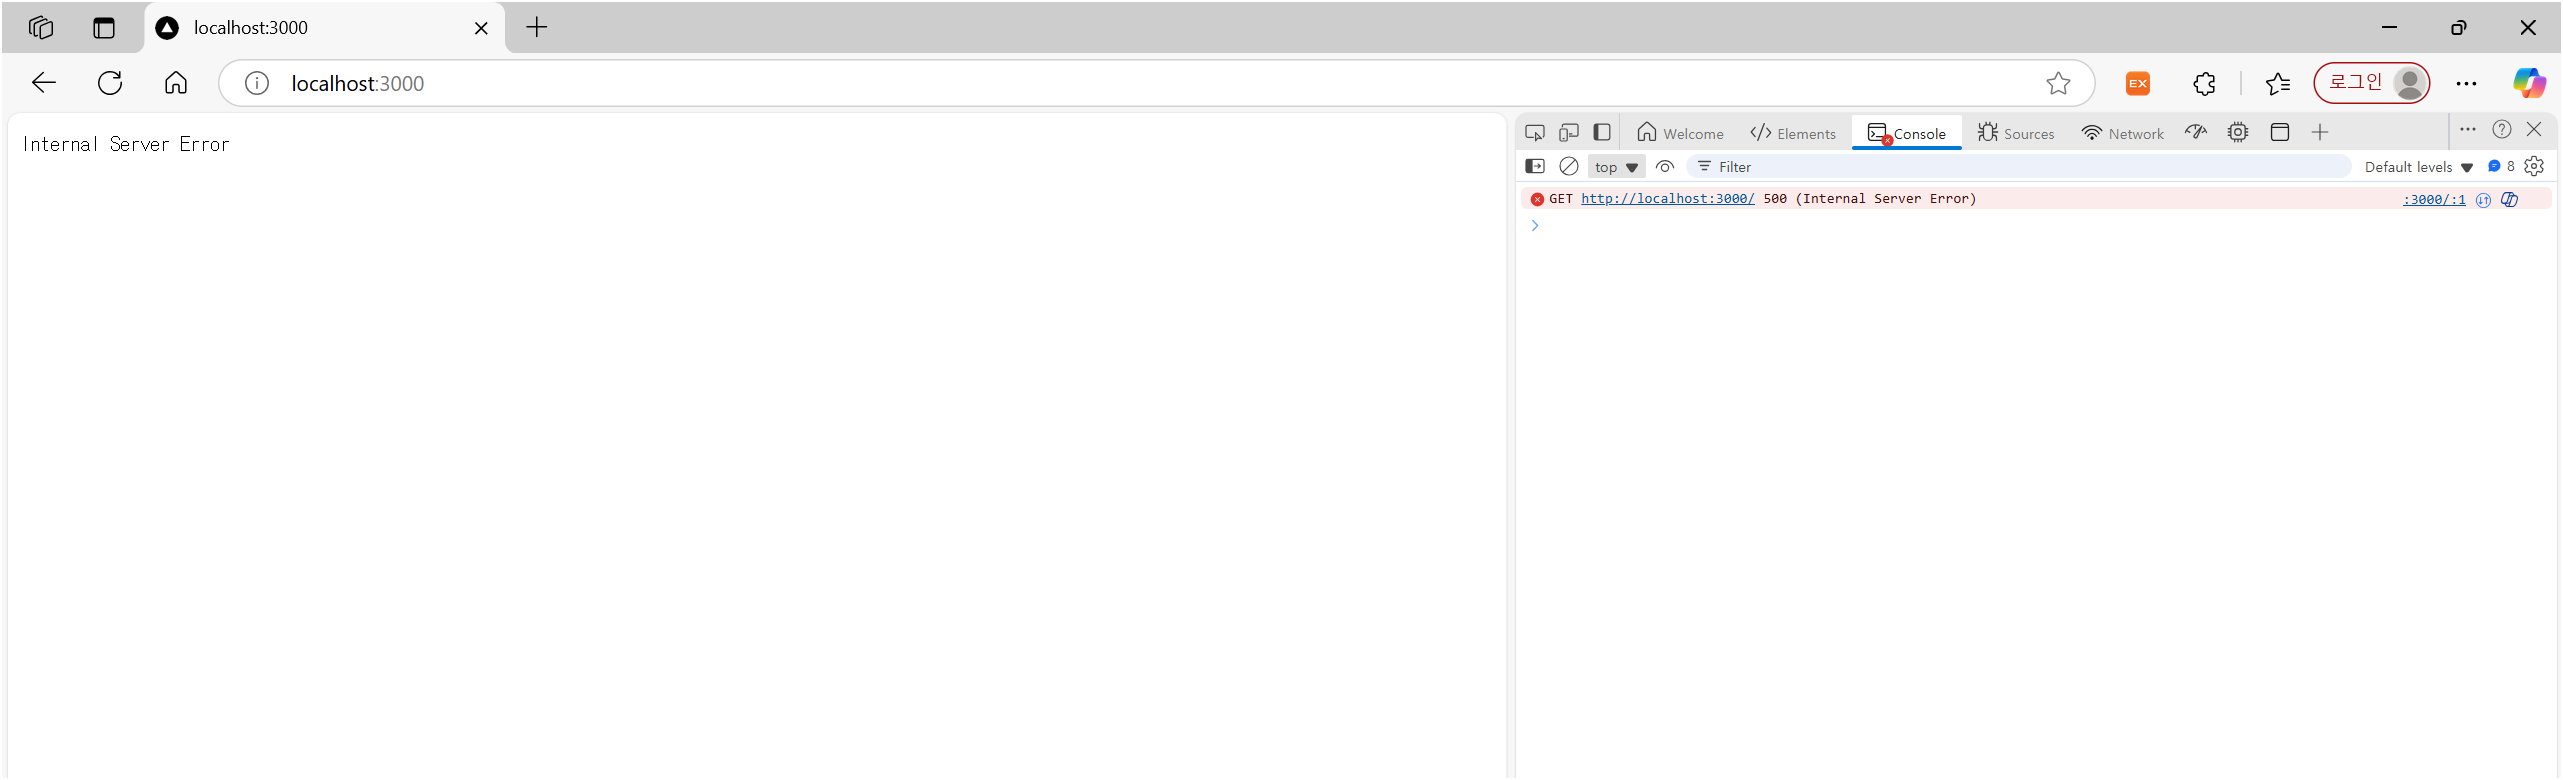 localhost:3000
localhost:3000
EX
로그인
Internal Server Error
Welcome
Elements
Console
Sources
Network
top
Filter
Default levels
8
GET http://localhost:3000/ 500 (Internal Server Error)
:3000/:1